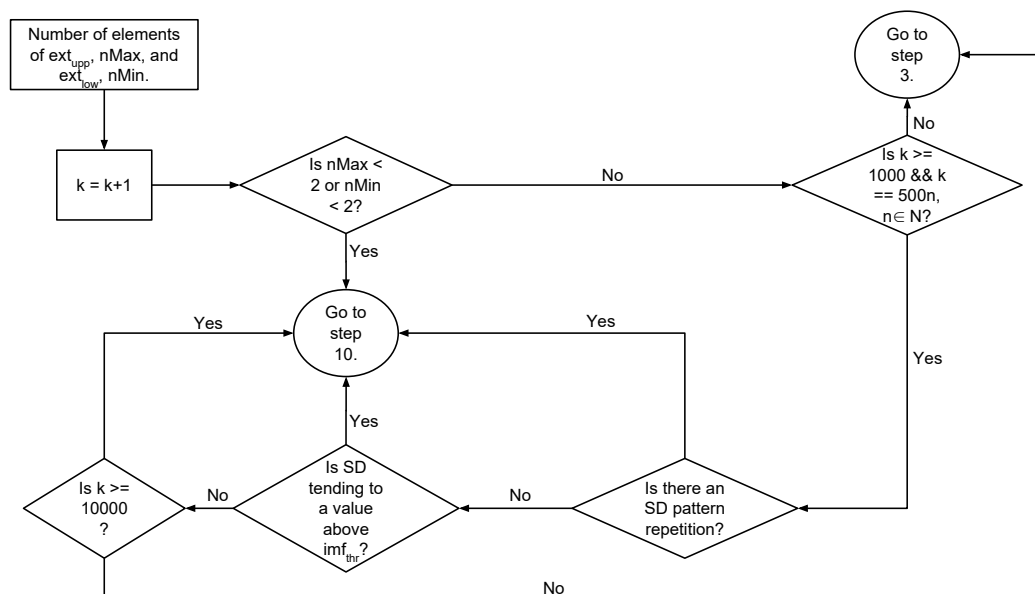 Number of elements
of ext_upp, nMax, and
ext_low, nMin.
Go to
step
3.
No
k = k+1
Is nMax <
2 or nMin
< 2?
No
Is k >=
1000 && k
== 500n,
n∈ N?
Yes
Yes
Go to
step
10.
Yes
Yes
Yes
Is k >=
10000
?
No
Is SD
tending to
a value
above
imf_thr?
No
Is there an
SD pattern
repetition?
No